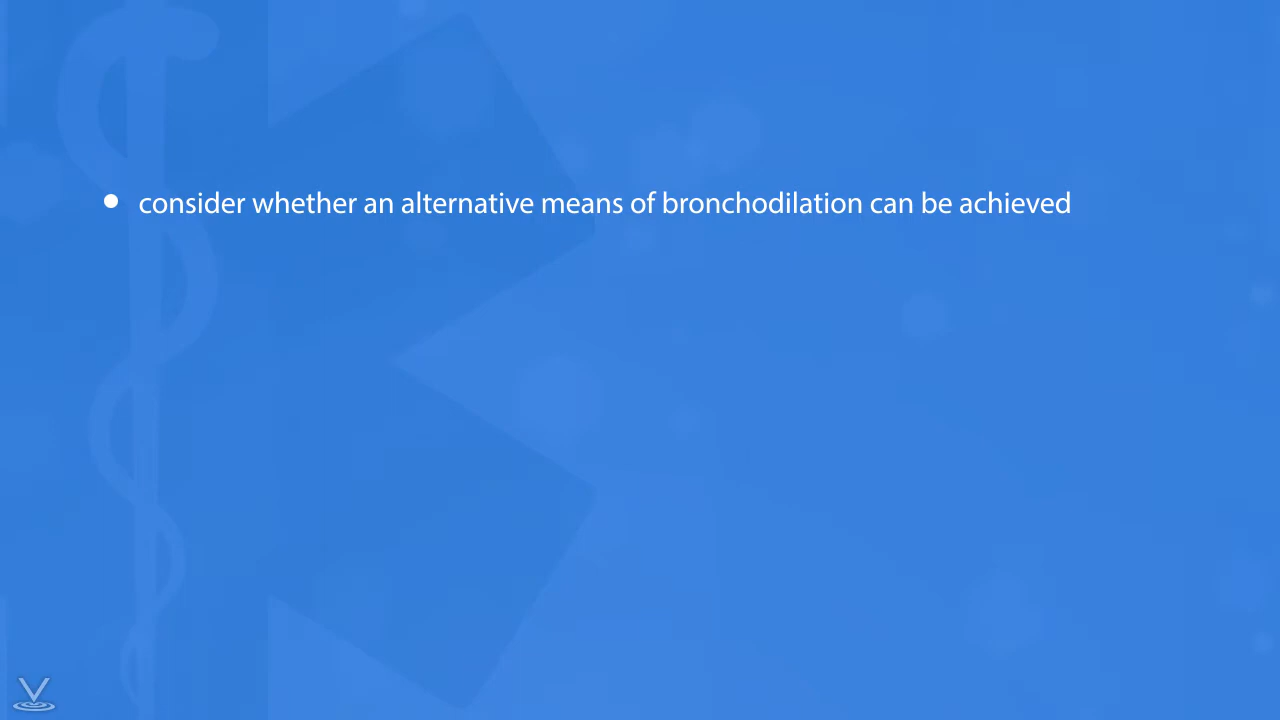 • consider whether an alternative means of bronchodilation can be achieved